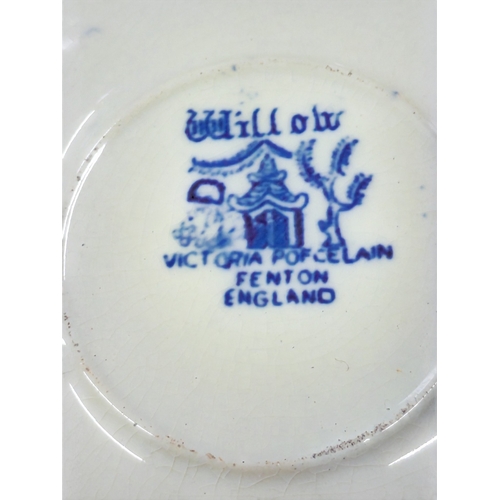 Willow
D
VICTORIA PORCELAIN
FENTON
ENGLAND